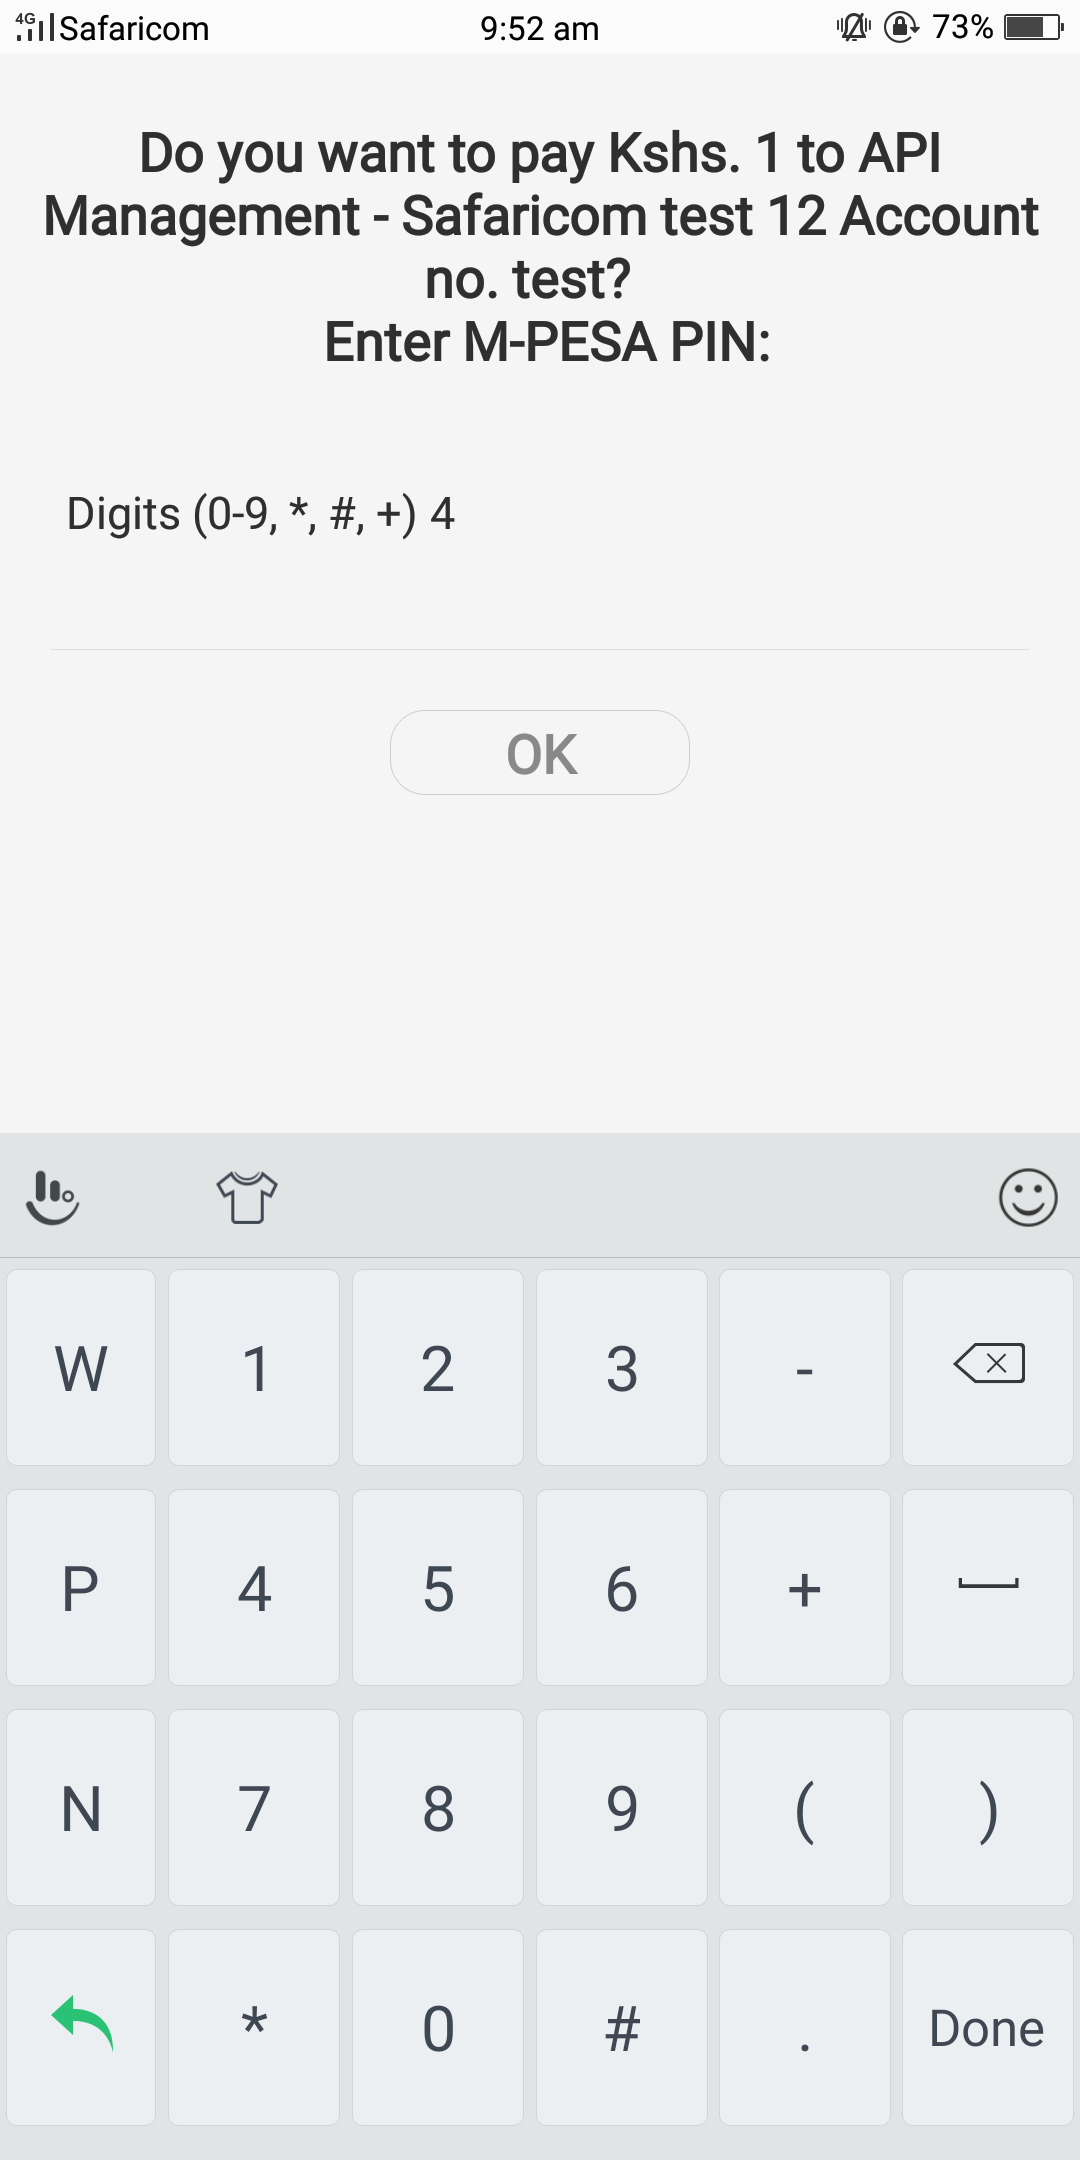 4G Safaricom 9:52 am 73%
Do you want to pay Kshs. 1 to API
Management - Safaricom test 12 Account
no. test?
Enter M-PESA PIN:
Digits (0-9, *, #, +) 4
OK
W 1 2 3 -
P 4 5 6 +
N 7 8 9 ( )
* 0 # . Done